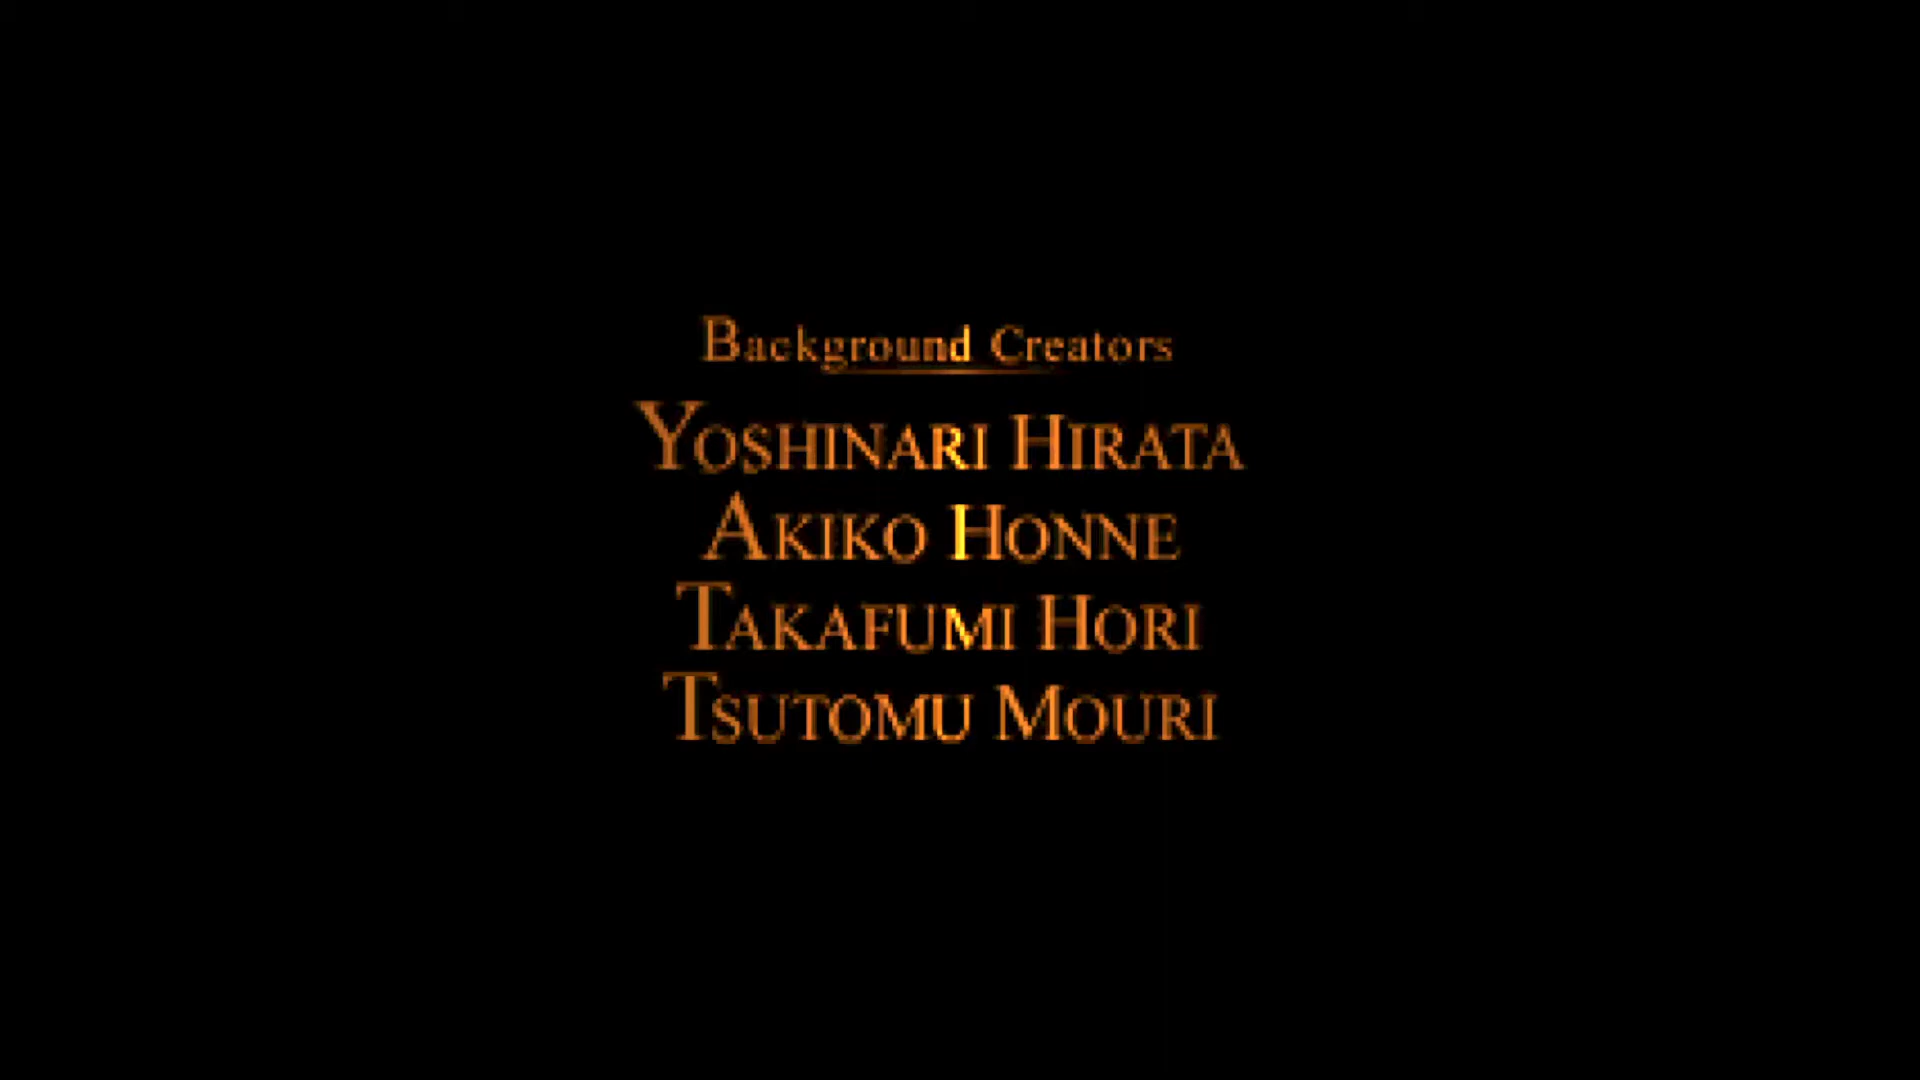 Background Creators
YOSHINARI HIRATA
AKIKO HONNE
TAKAFUMI HORI
TSUTOMU MOURI